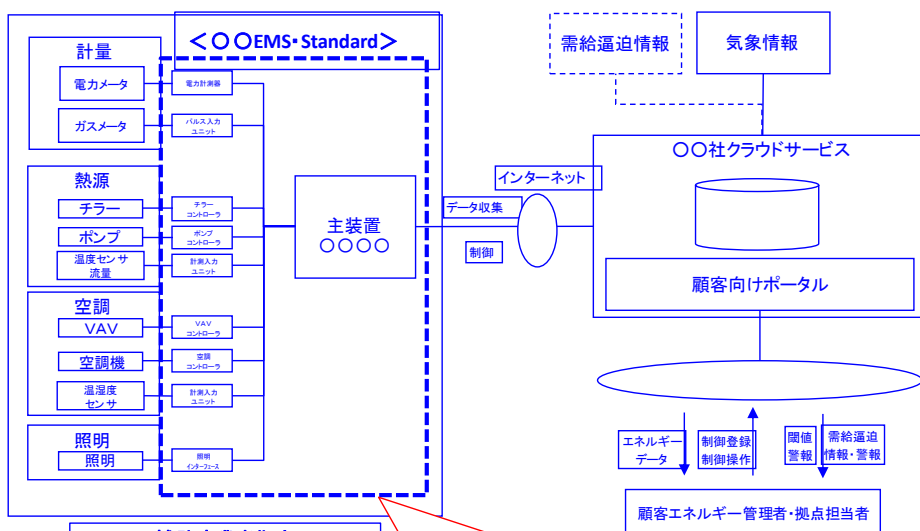 <〇〇EMS・Standard>
計量
電力メータ
電力計測器
ガスメータ
パルス入力
ユニット
熱源
チラー
チラー
コントローラ
ポンプ
ポンプ
コントローラ
温度センサ
流量
計測入力
ユニット
空調
VAV
VAV
コントローラ
空調機
空調
コントローラ
温湿度
センサ
計測入力
ユニット
照明
照明
照明
インターフェース
主装置
〇〇〇〇
データ収集
制御
インターネット
需給逼迫情報
気象情報
〇〇社クラウドサービス
顧客向けポータル
エネルギー
データ
制御登録
制御操作
閾値
警報
需給逼迫
情報・警報
顧客エネルギー管理者・拠点担当者